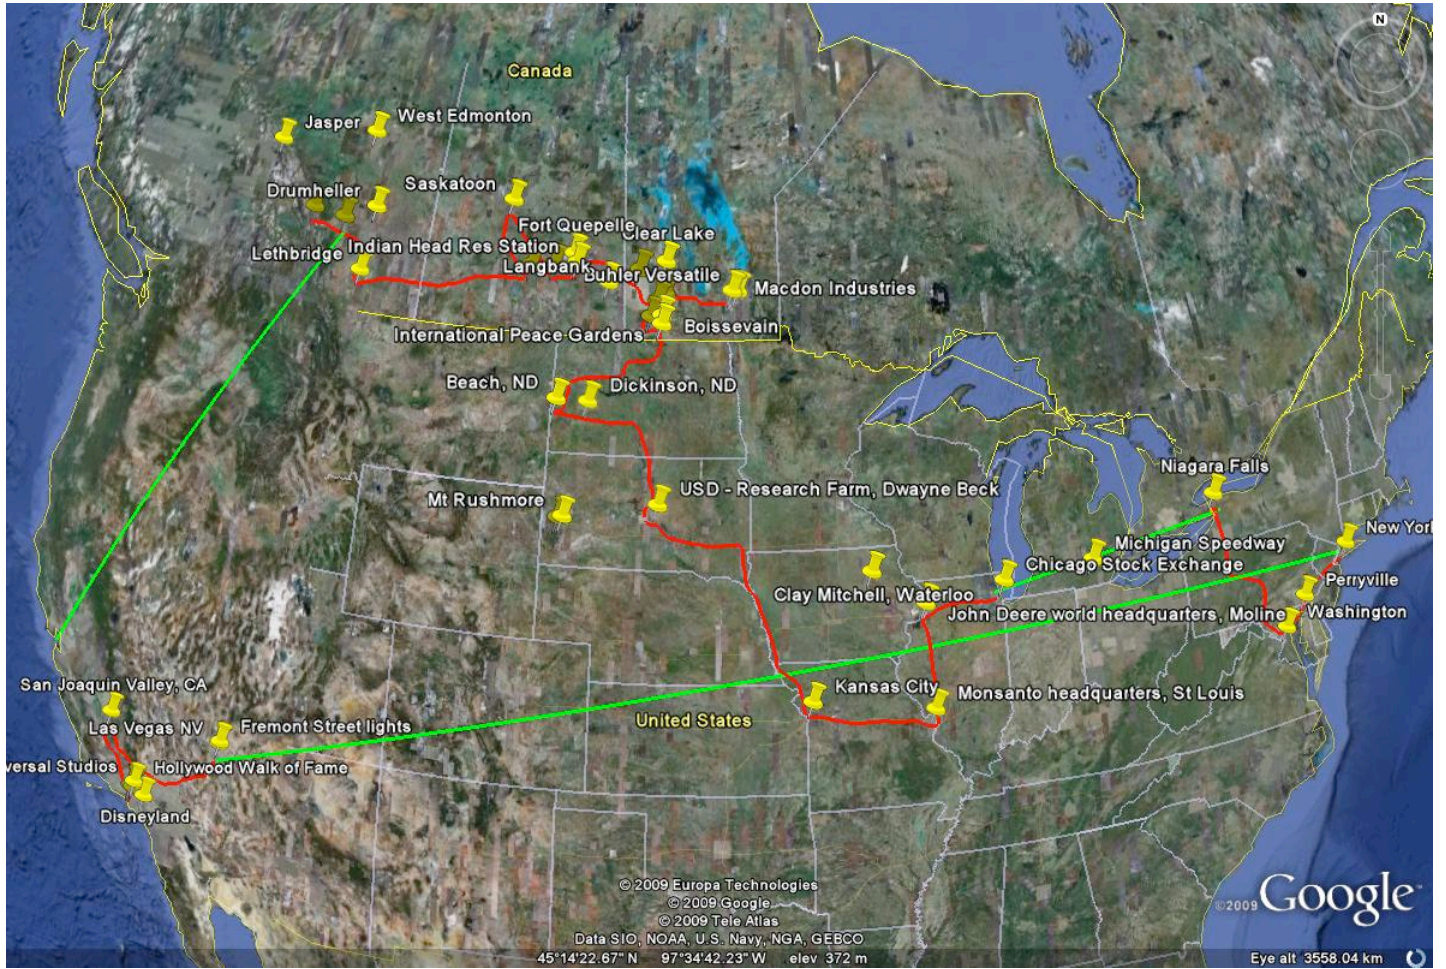 N
Canada
Jasper
West Edmonton
Drumheller
Saskatoon
Fort Quepelle
Clear Lake
Lethbridge
Indian Head Res Station
Langbank
Buhler Versatile
Macdon Industries
International Peace Gardens
Boissevain
Beach, ND
Dickinson, ND
Niagara Falls
Mt Rushmore
USD - Research Farm, Dwayne Beck
New York
Michigan Speedway
Chicago Stock Exchange
Perryville
Clay Mitchell, Waterloo
John Deere world headquarters, Moline
Washington
San Joaquin Valley, CA
Kansas City
Monsanto headquarters, St Louis
Las Vegas NV
Fremont Street lights
United States
versal Studios
Hollywood Walk of Fame
Disneyland
© 2009 Europa Technologies
© 2009 Google
© 2009 Tele Atlas
Data SIO, NOAA, U.S. Navy, NGA, GEBCO
©2009 Google™
45°14'22.67" N 97°34'42.23" W elev 372 m
Eye alt 3558.04 km